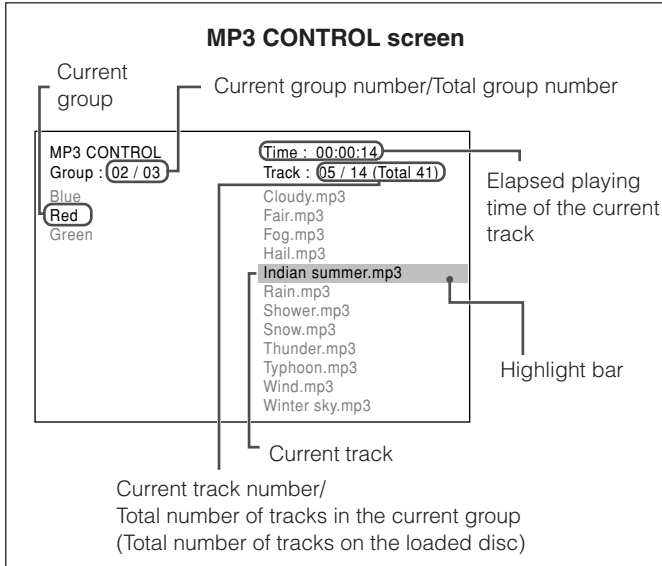 MP3 CONTROL screen
Current
group
Current group number/Total group number
MP3 CONTROL
Group : 02 / 03
Blue
Red
Green
Time : 00:00:14
Track : 05 / 14 (Total 41)
Cloudy.mp3
Fair.mp3
Fog.mp3
Hail.mp3
Indian summer.mp3
Rain.mp3
Shower.mp3
Snow.mp3
Thunder.mp3
Typhoon.mp3
Wind.mp3
Winter sky.mp3
Elapsed playing
time of the current
track
Highlight bar
Current track
Current track number/
Total number of tracks in the current group
(Total number of tracks on the loaded disc)